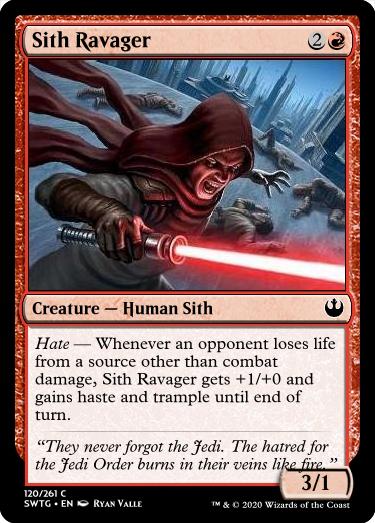 Sith Ravager 2
Creature — Human Sith
Hate — Whenever an opponent loses life
from a source other than combat
damage, Sith Ravager gets +1/+0 and
gains haste and trample until end of
turn.
“They never forgot the Jedi. The hatred for
the Jedi Order burns in their veins like fire.”
3/1
120/261 C
SWTG • EN Ryan Valle
™ & © 2020 Wizards of the Coast